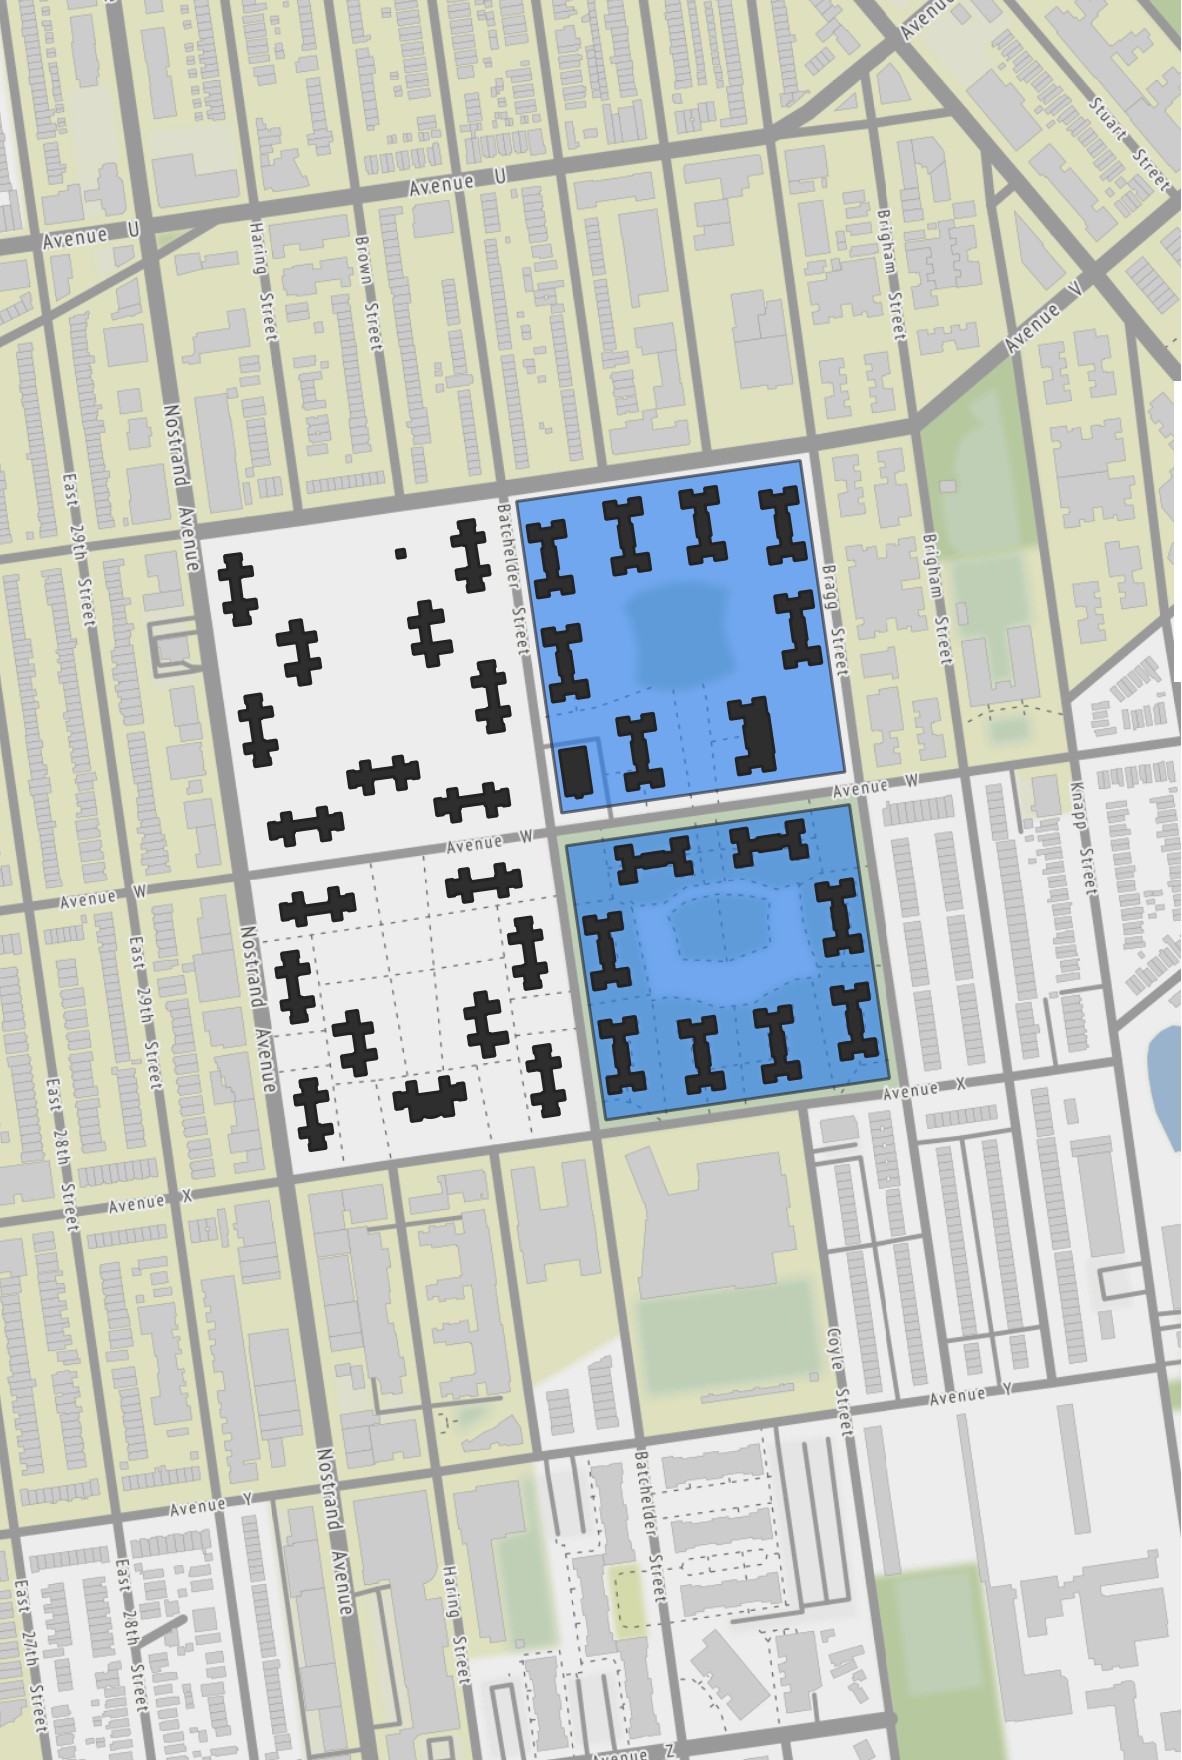 Avenue
Stuart Street
Avenue U
Avenue U
Haring Street
Brown Street
Brigham Street
Avenue V
Nostrand Avenue
East 29th Street
Batchelder Street
Bragg Street
Brigham Street
Avenue W
Knapp Street
Avenue W
Avenue W
East 29th Street
Nostrand Avenue
East 28th Street
Avenue X
Avenue X
Coyle Street
Avenue Y
Nostrand Avenue
Batchelder Street
Avenue Y
East 27th Street
East 28th Street
Haring Street
Avenue Z